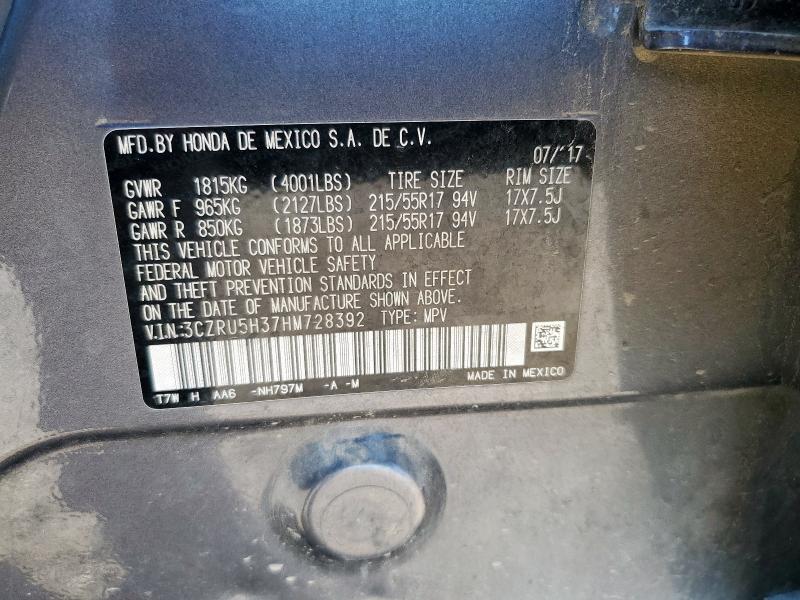 MFD.BY HONDA DE MEXICO S.A. DE C.V.
07/'17
GVWR 1815KG (4001LBS) TIRE SIZE RIM SIZE
GAWR F 965KG (2127LBS) 215/55R17 94V 17X7.5J
GAWR R 850KG (1873LBS) 215/55R17 94V 17X7.5J
THIS VEHICLE CONFORMS TO ALL APPLICABLE
FEDERAL MOTOR VEHICLE SAFETY
AND THEFT PREVENTION STANDARDS IN EFFECT
ON THE DATE OF MANUFACTURE SHOWN ABOVE.
V.I.N:3CZRU5H37HM728392 TYPE: MPV
T7W H AA6 -NH797M -A -M MADE IN MEXICO